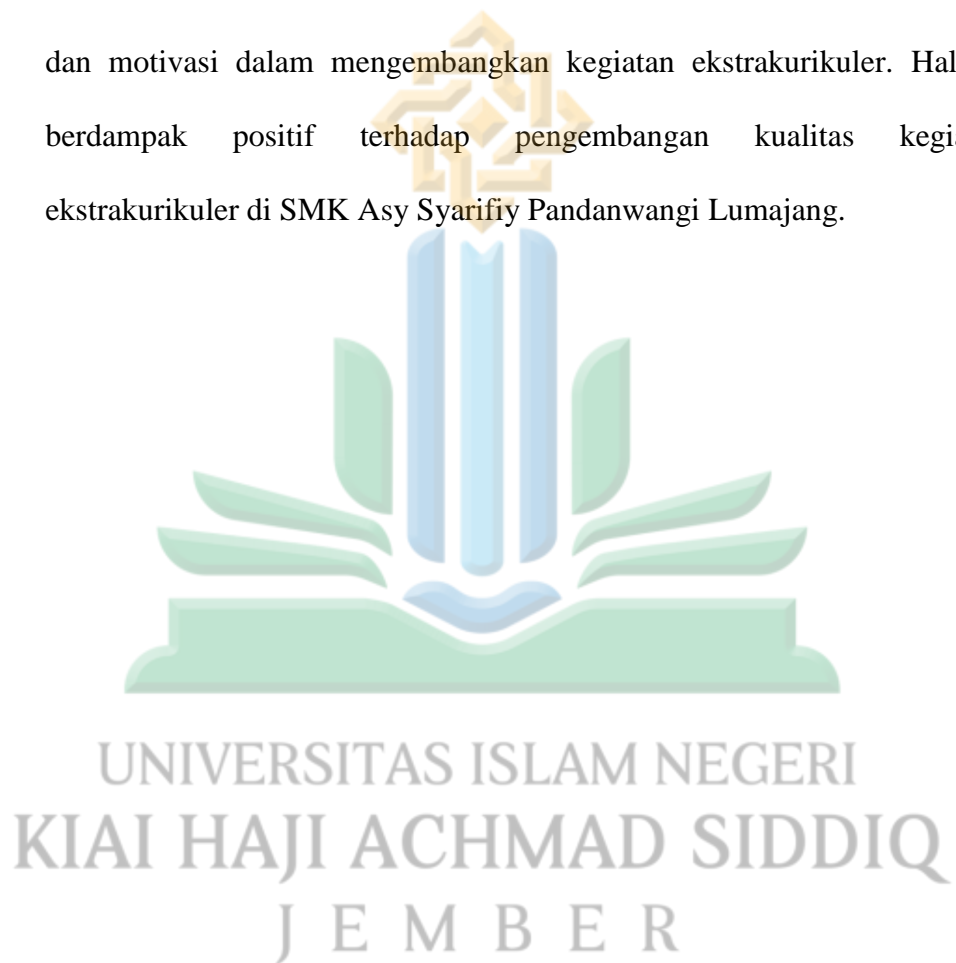 dan motivasi dalam mengembangkan kegiatan ekstrakurikuler. Hal
berdampak positif terhadap pengembangan kualitas
ekstrakurikuler di SMK Asy Syarifiy Pandanwangi Lumajang.
UNIVERSITAS ISLAM NEGERI
KIAI HAJI ACHMAD SIDDIQ
JEMBER